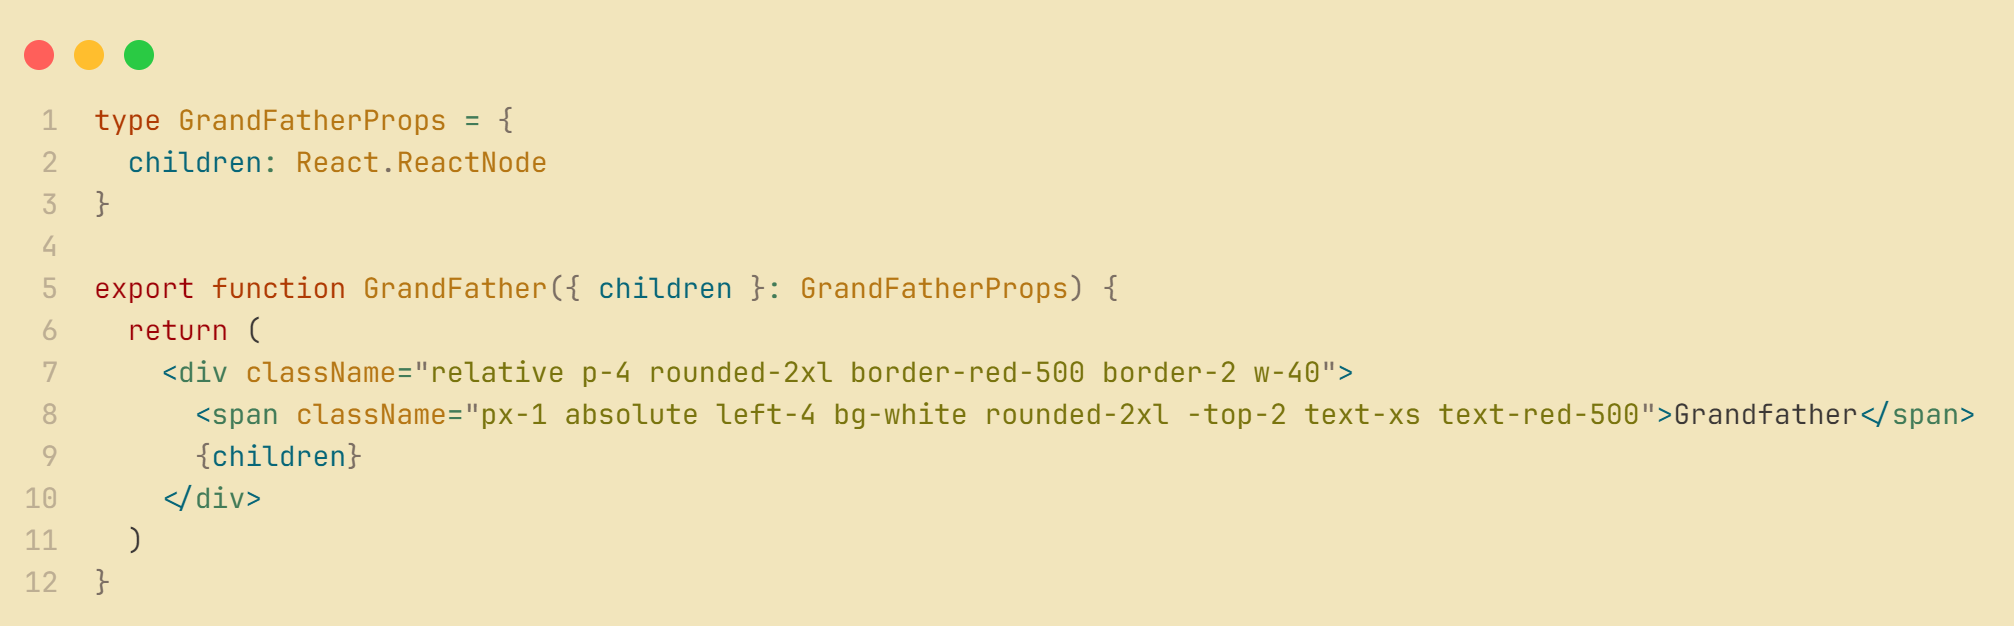 1 type GrandFatherProps = {
2   children: React.ReactNode
3 }
4
5 export function GrandFather({ children }: GrandFatherProps) {
6   return (
7     <div className="relative p-4 rounded-2xl border-red-500 border-2 w-40">
8       <span className="px-1 absolute left-4 bg-white rounded-2xl -top-2 text-xs text-red-500">Grandfather</span>
9       {children}
10     </div>
11   )
12 }